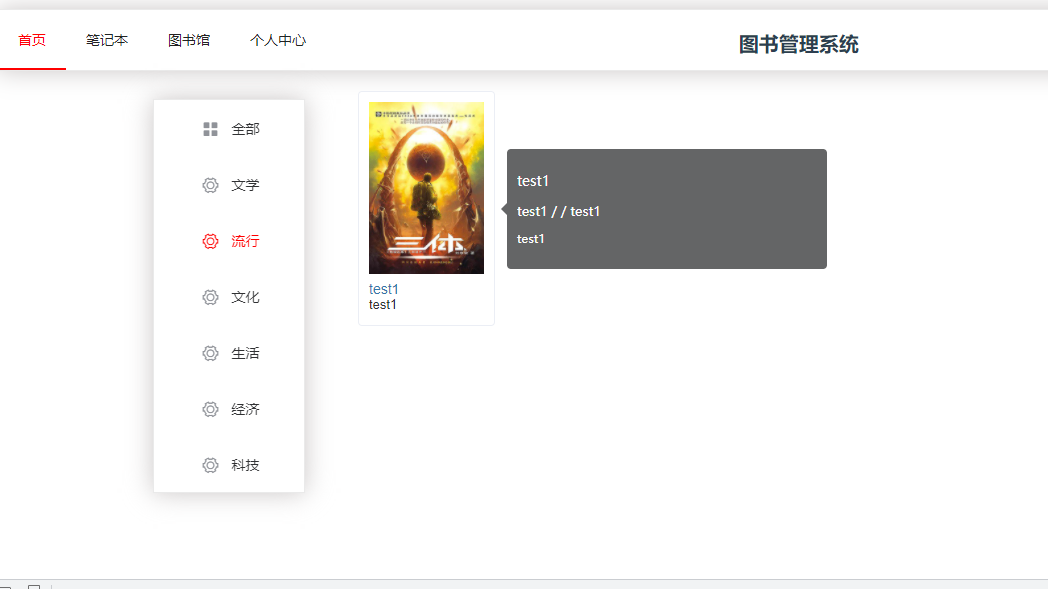 首页 笔记本 图书馆 个人中心 图书管理系统
全部
文学
流行
文化
生活
经济
科技
三体
test1
test1
test1
test1 / / test1
test1